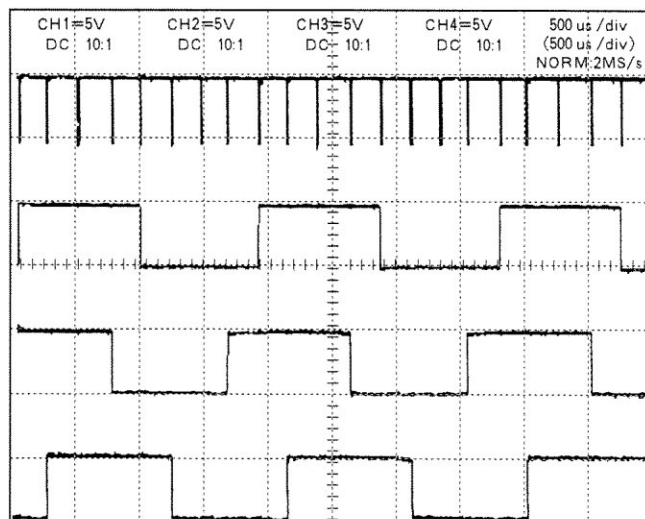 CH1=5V CH2=5V CH3=5V CH4=5V 500 us/div
DC 10:1 DC 10:1 DC 10:1 DC 10:1 (500 us/div)
NORM:2MS/s